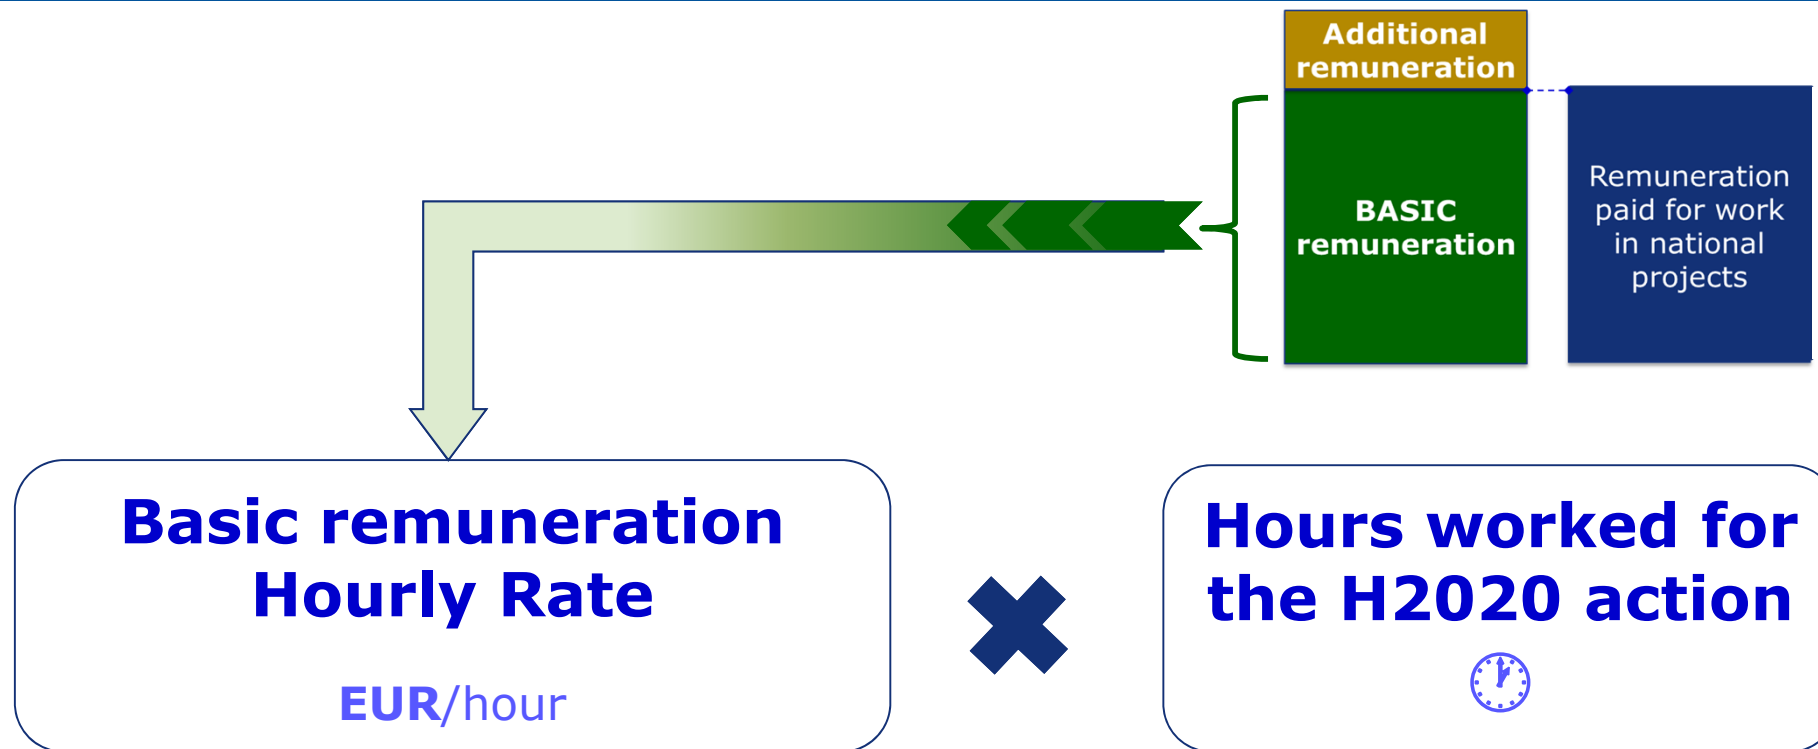 Additional
remuneration
BASIC
remuneration
Remuneration
paid for work
in national
projects
Basic remuneration
Hourly Rate
EUR/hour
Hours worked for
the H2020 action